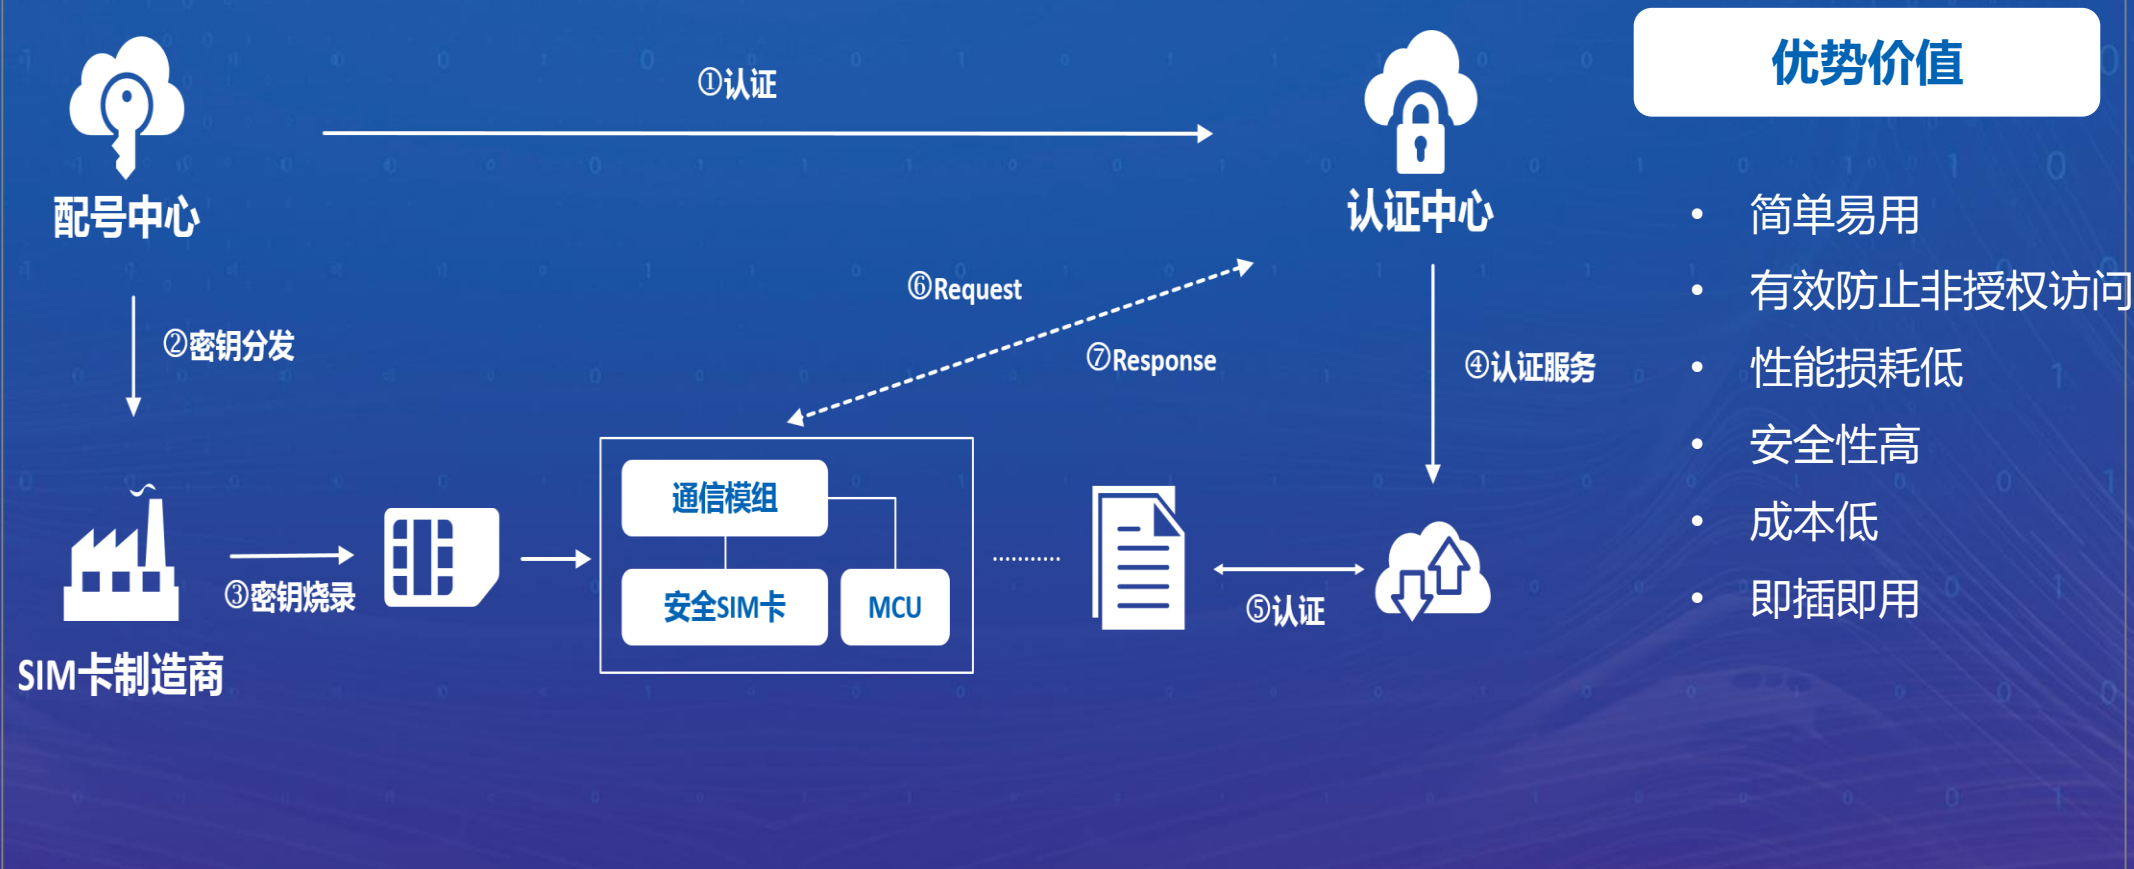 ①认证
优势价值
配号中心
认证中心
简单易用
⑥Request
有效防止非授权访问
②密钥分发
⑦Response
④认证服务
性能损耗低
安全性高
通信模组
成本低
③密钥烧录
安全SIM卡
MCU
⑤认证
即插即用
SIM卡制造商